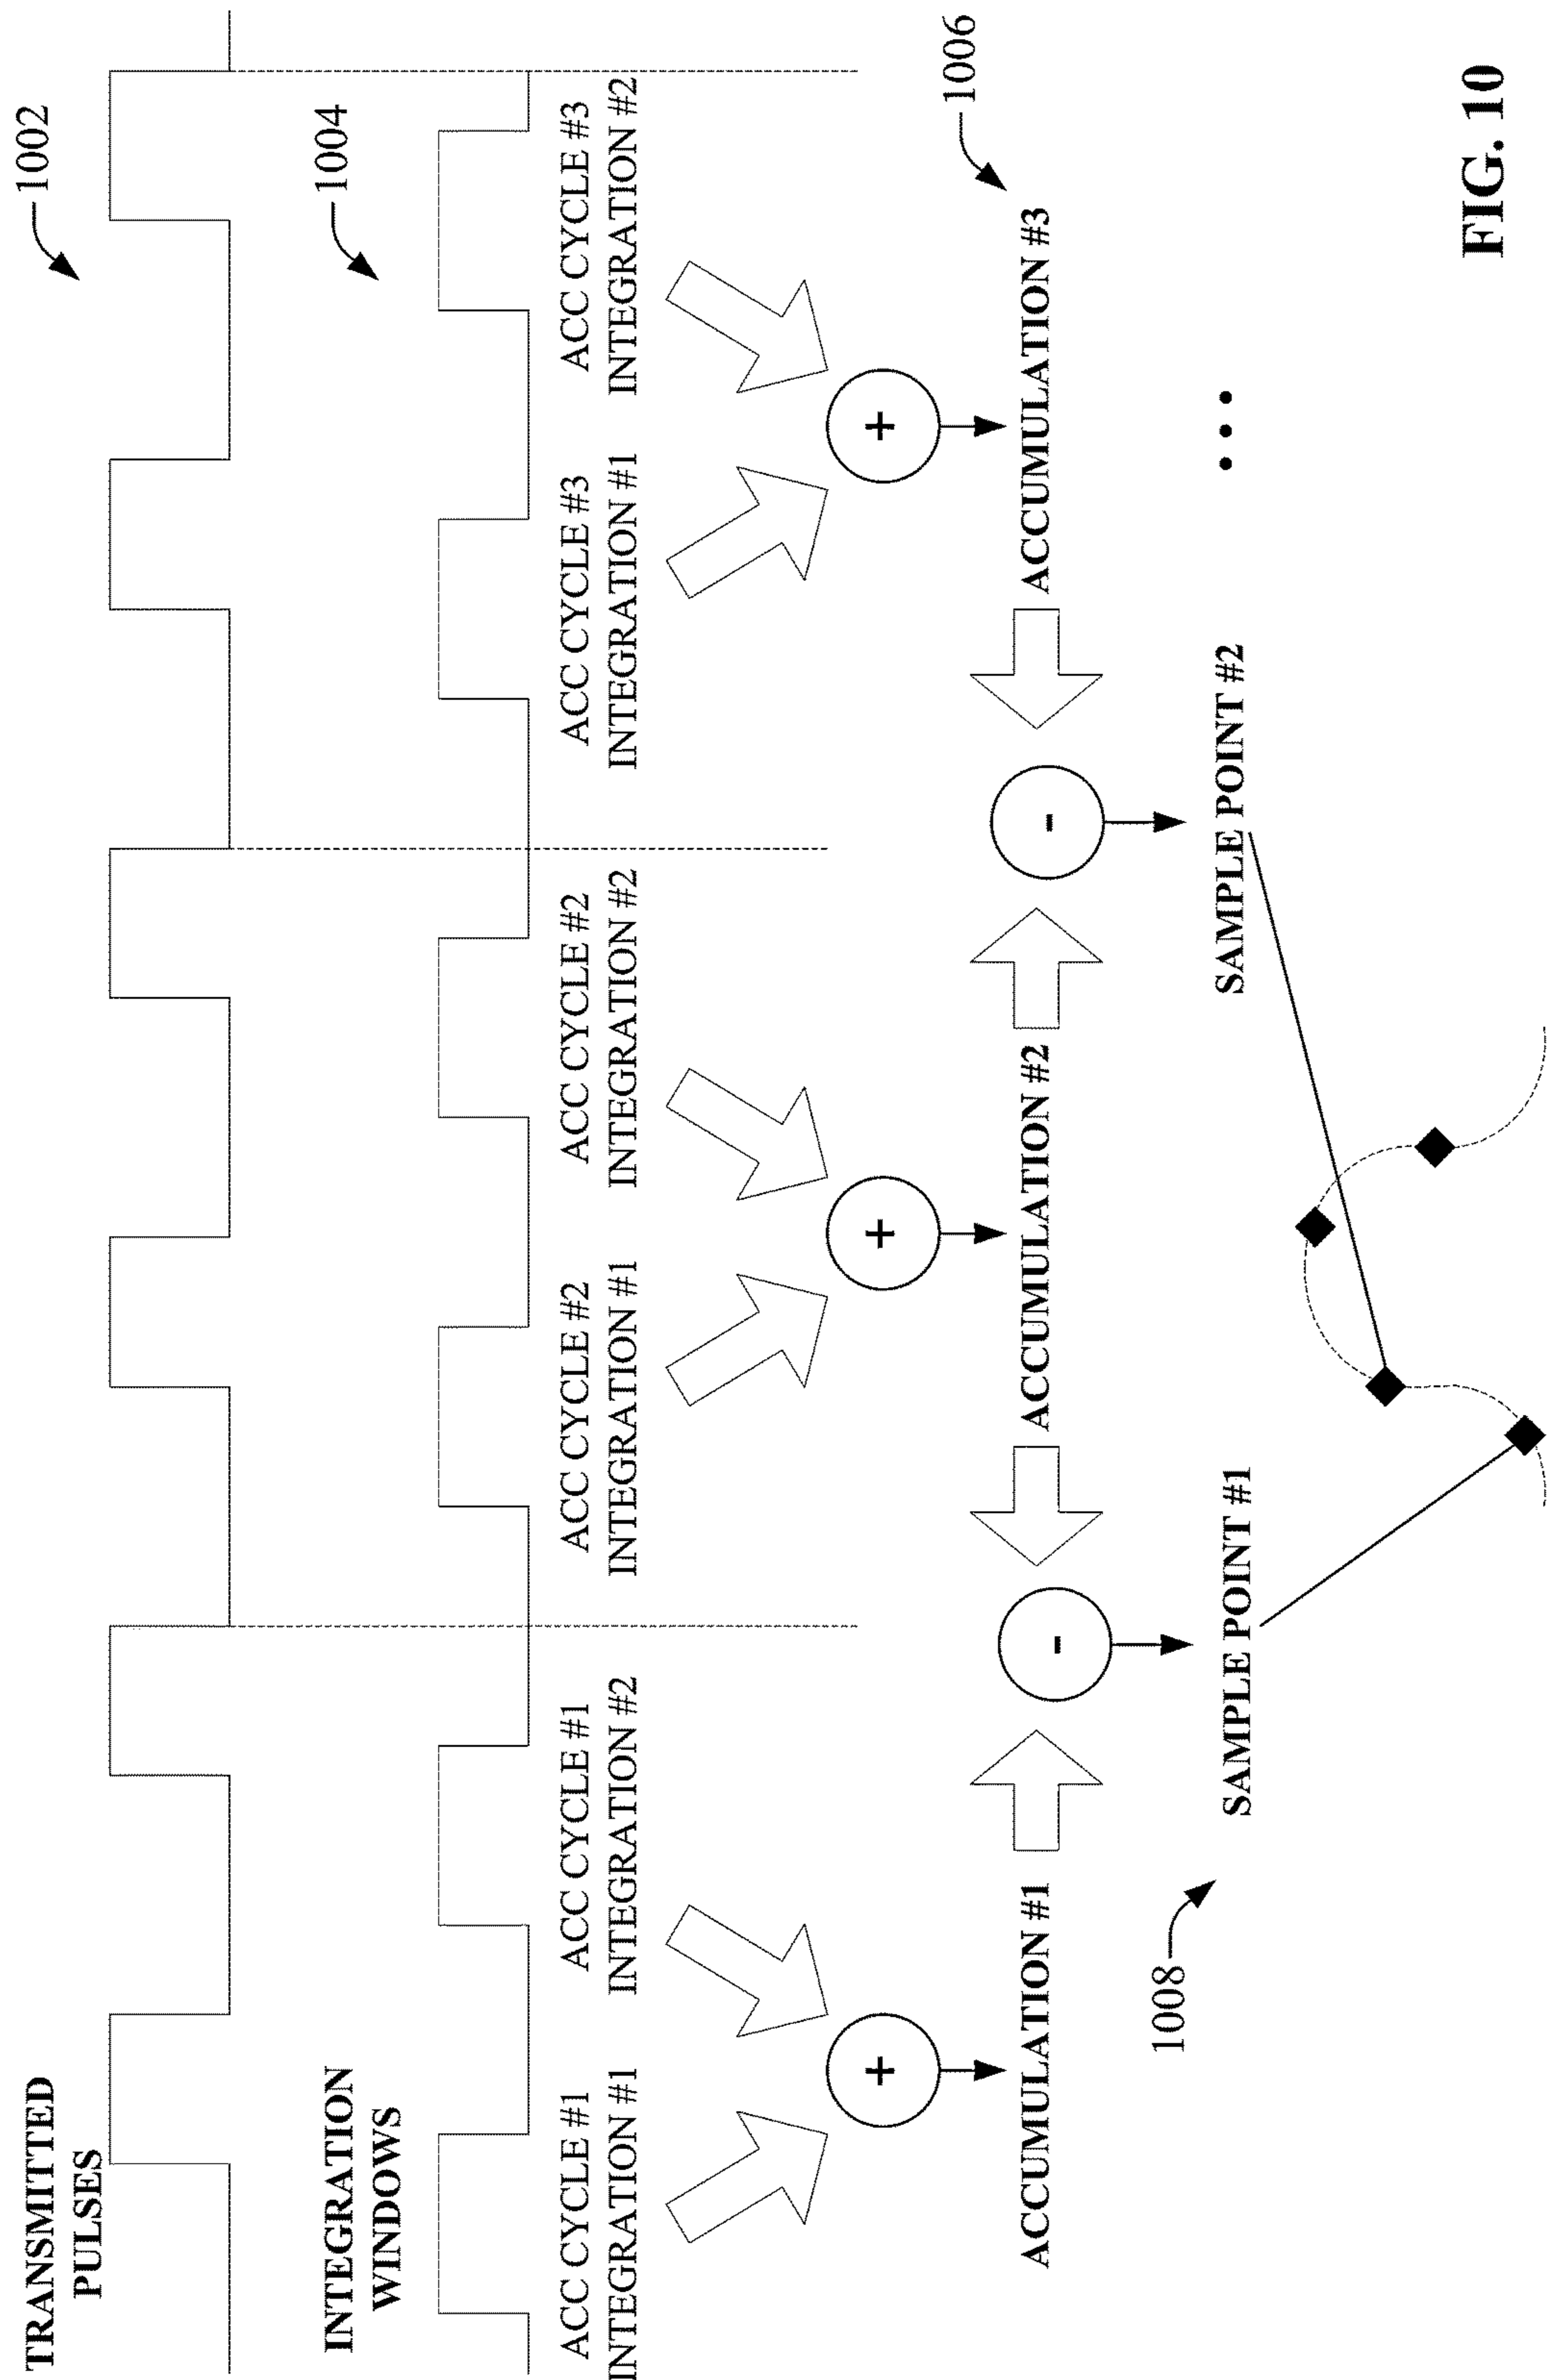 TRANSMITTED
PULSES
1002
INTEGRATION
WINDOWS
1004
ACC CYCLE #1
INTEGRATION #1
ACC CYCLE #1
INTEGRATION #2
ACC CYCLE #2
INTEGRATION #1
ACC CYCLE #2
INTEGRATION #2
ACC CYCLE #3
INTEGRATION #1
ACC CYCLE #3
INTEGRATION #2
+
+
+
1006
ACCUMULATION #1
-
ACCUMULATION #2
-
ACCUMULATION #3
1008
SAMPLE POINT #1
SAMPLE POINT #2
• • •
FIG. 10